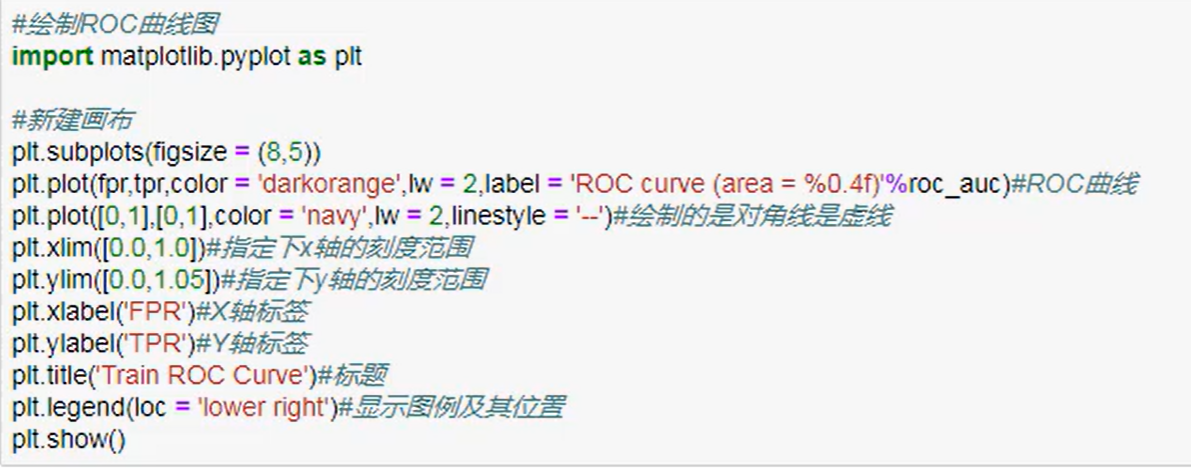 #绘制ROC曲线图
import matplotlib.pyplot as plt
#新建画布
plt.subplots(figsize = (8,5))
plt.plot(fpr,tpr,color = 'darkorange',lw = 2,label = 'ROC curve (area = %0.4f)'%roc_auc)#ROC曲线
plt.plot([0,1],[0,1],color = 'navy',lw = 2,linestyle = '--')#绘制的是对角线是虚线
plt.xlim([0.0,1.0])#指定下x轴的刻度范围
plt.ylim([0.0,1.05])#指定下y轴的刻度范围
plt.xlabel('FPR')#X轴标签
plt.ylabel('TPR')#Y轴标签
plt.title('Train ROC Curve')#标题
plt.legend(loc = 'lower right')#显示图例及其位置
plt.show()